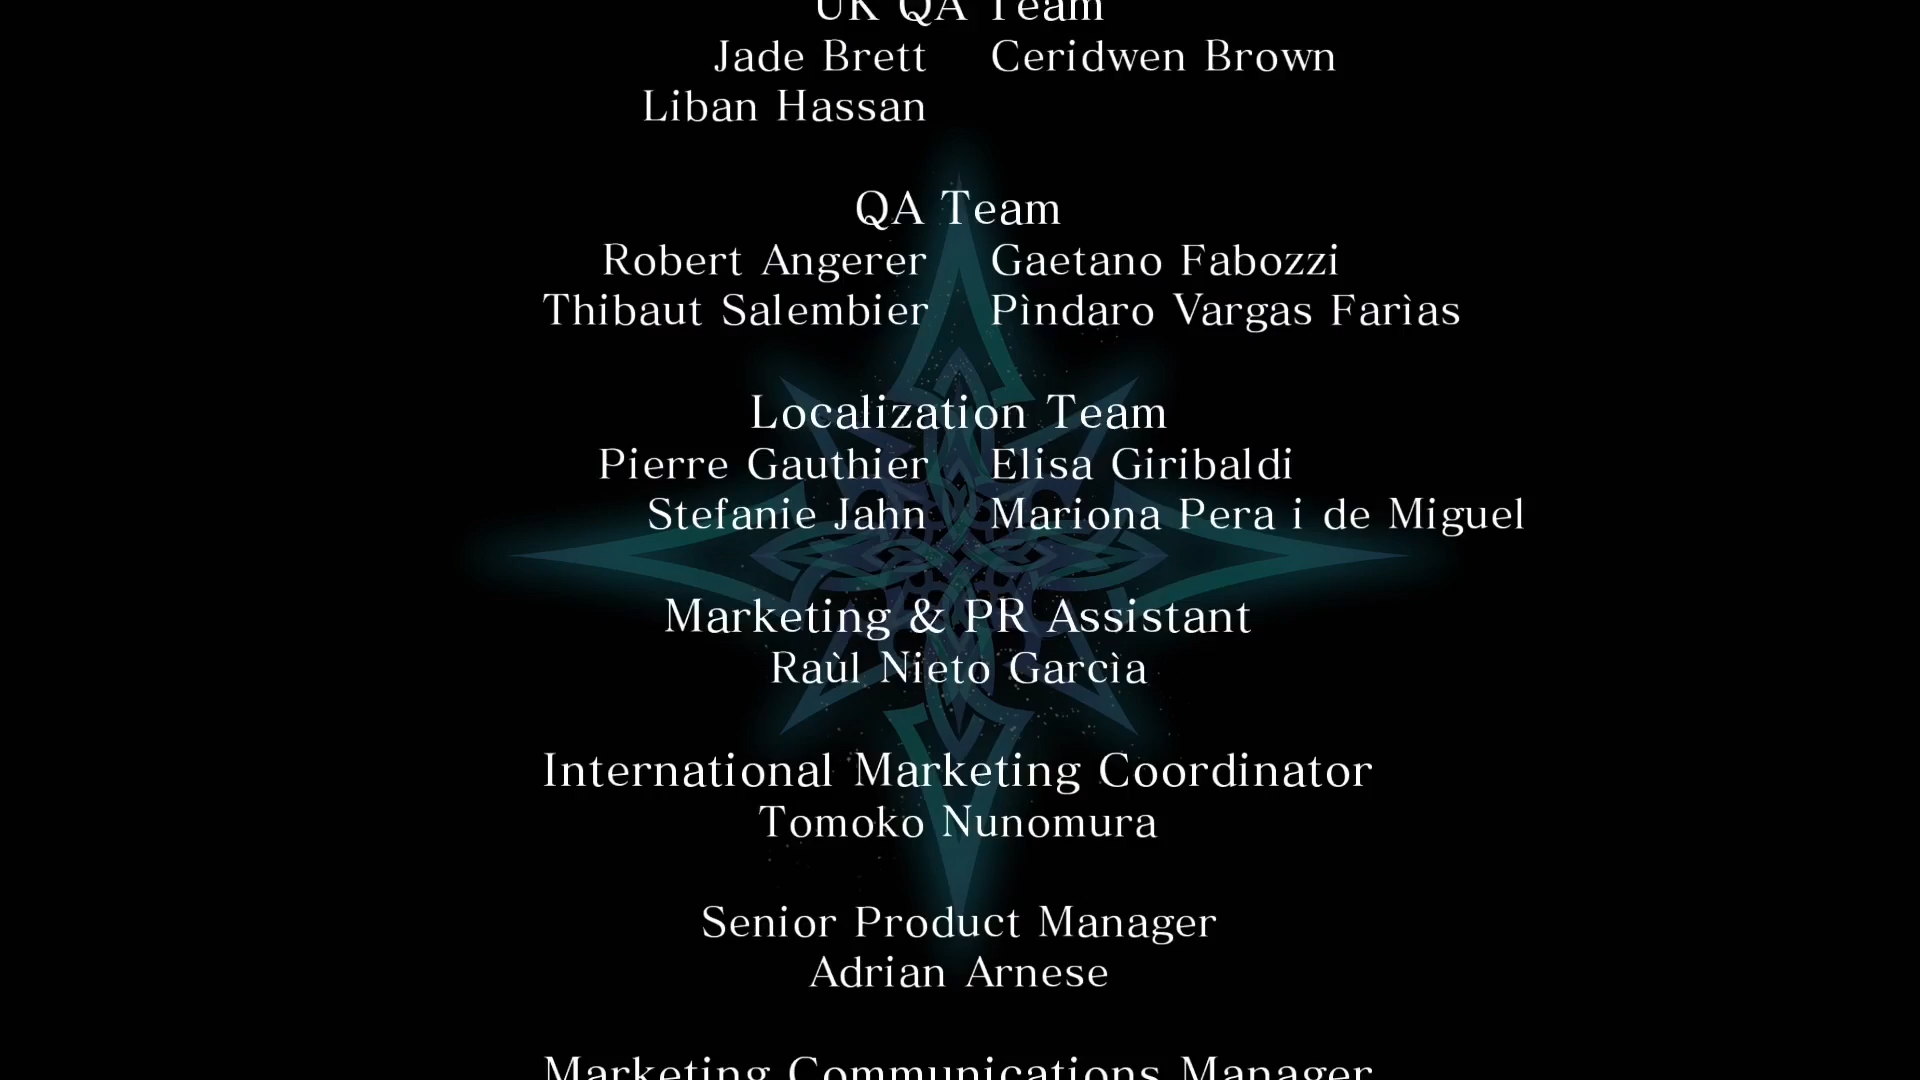 UK QA Team
Jade Brett Ceridwen Brown
Liban Hassan
QA Team
Robert Angerer Gaetano Fabozzi
Thibaut Salembier Pìndaro Vargas Farìas
Localization Team
Pierre Gauthier Elisa Giribaldi
Stefanie Jahn Mariona Pera i de Miguel
Marketing & PR Assistant
Raùl Nieto Garcìa
International Marketing Coordinator
Tomoko Nunomura
Senior Product Manager
Adrian Arnese
Marketing Communications Manager